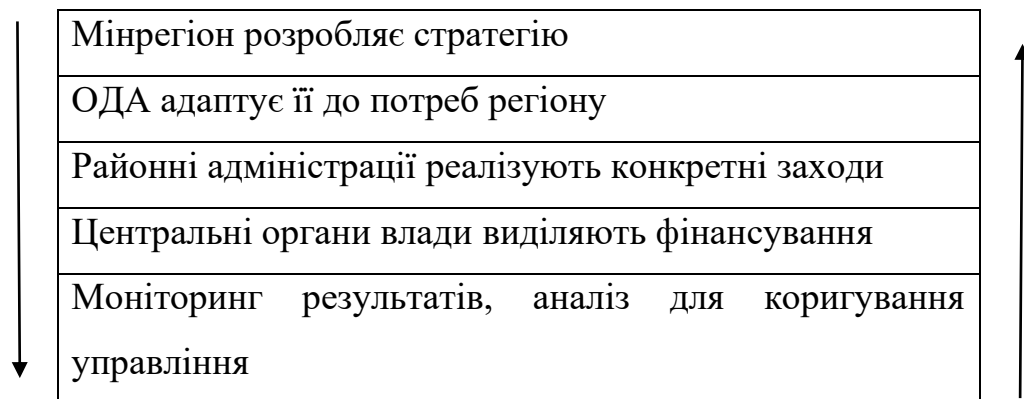 Мінрегіон розробляє стратегію
ОДА адаптує її до потреб регіону
Районні адміністрації реалізують конкретні заходи
Центральні органи влади виділяють фінансування
Моніторинг результатів, аналіз для коригування
управління